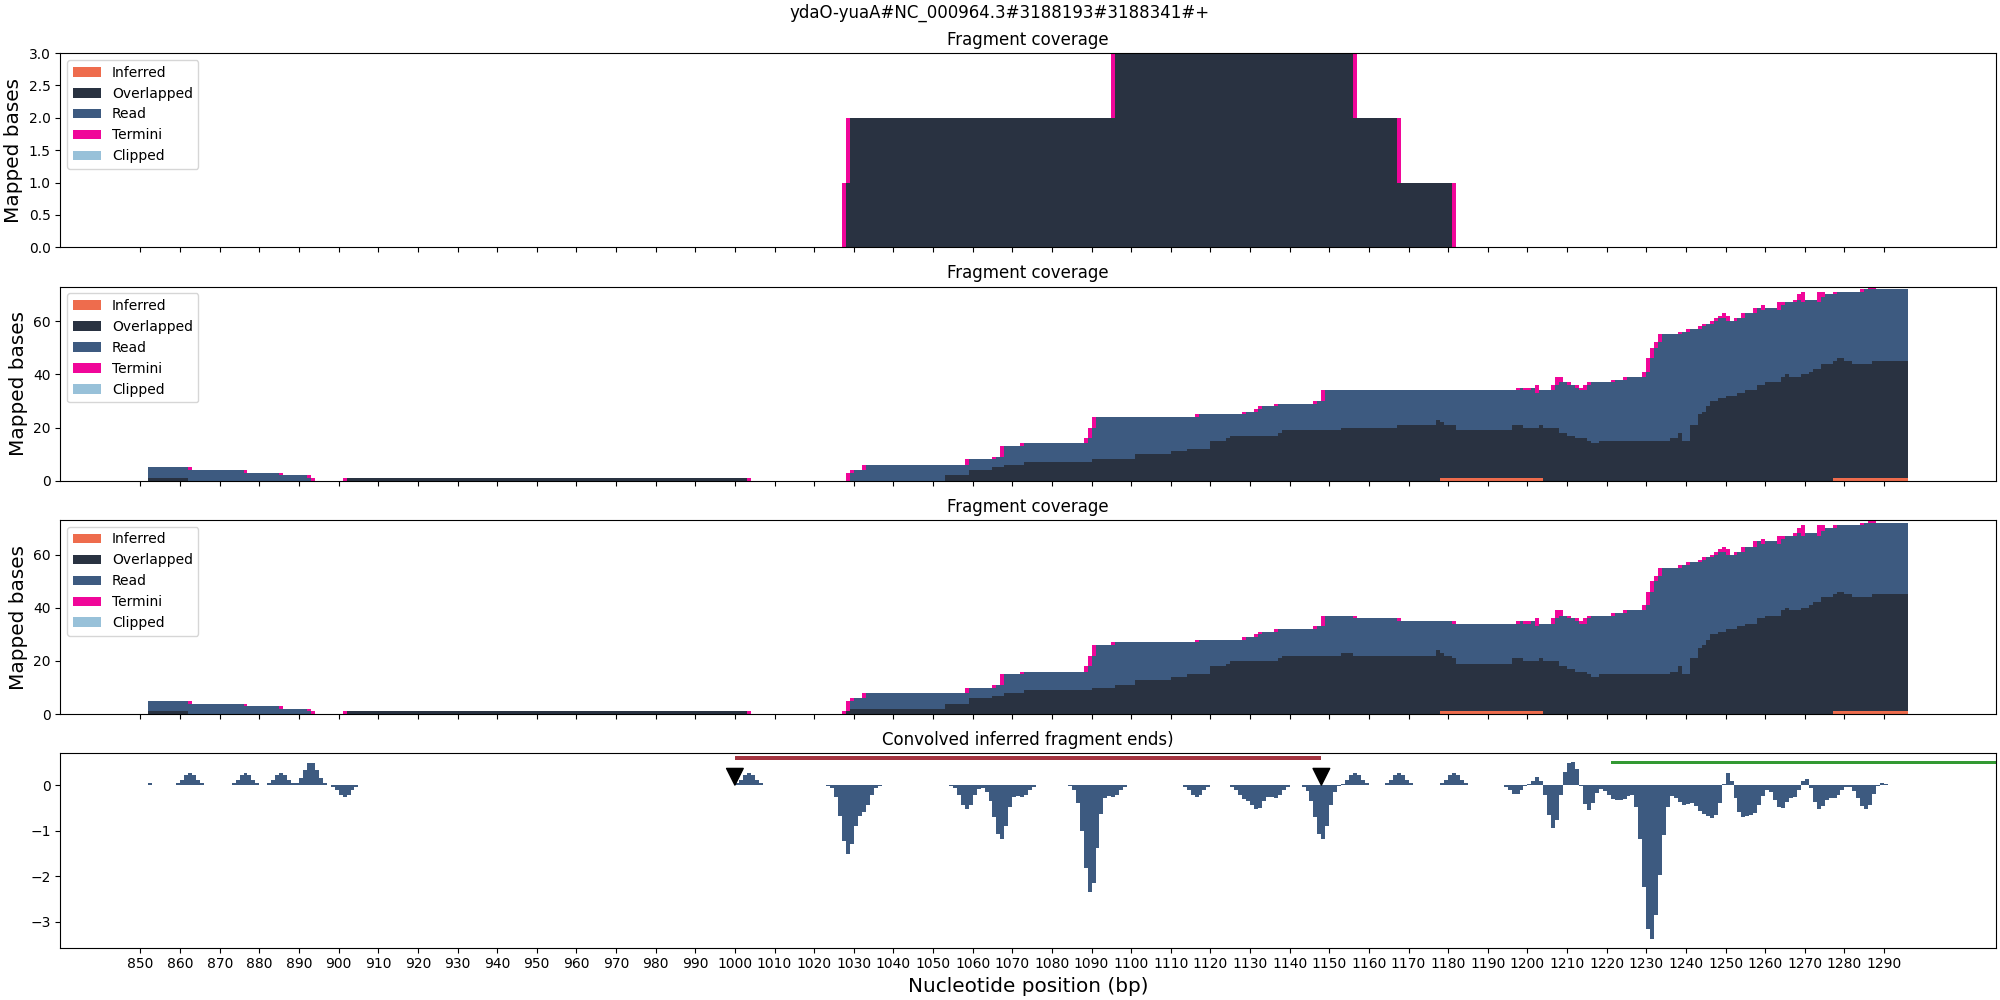 ydaO-yuaA#NC_000964.3#3188193#3188341#+
Fragment coverage
Mapped bases
3.0
2.5
2.0
1.5
1.0
0.5
0.0
Inferred
Overlapped
Read
Termini
Clipped
Fragment coverage
Mapped bases
60
40
20
0
Inferred
Overlapped
Read
Termini
Clipped
Fragment coverage
Mapped bases
60
40
20
0
Inferred
Overlapped
Read
Termini
Clipped
Convolved inferred fragment ends)
0
−1
−2
−3
850 860 870 880 890 900 910 920 930 940 950 960 970 980 990 1000 1010 1020 1030 1040 1050 1060 1070 1080 1090 1100 1110 1120 1130 1140 1150 1160 1170 1180 1190 1200 1210 1220 1230 1240 1250 1260 1270 1280 1290
Nucleotide position (bp)